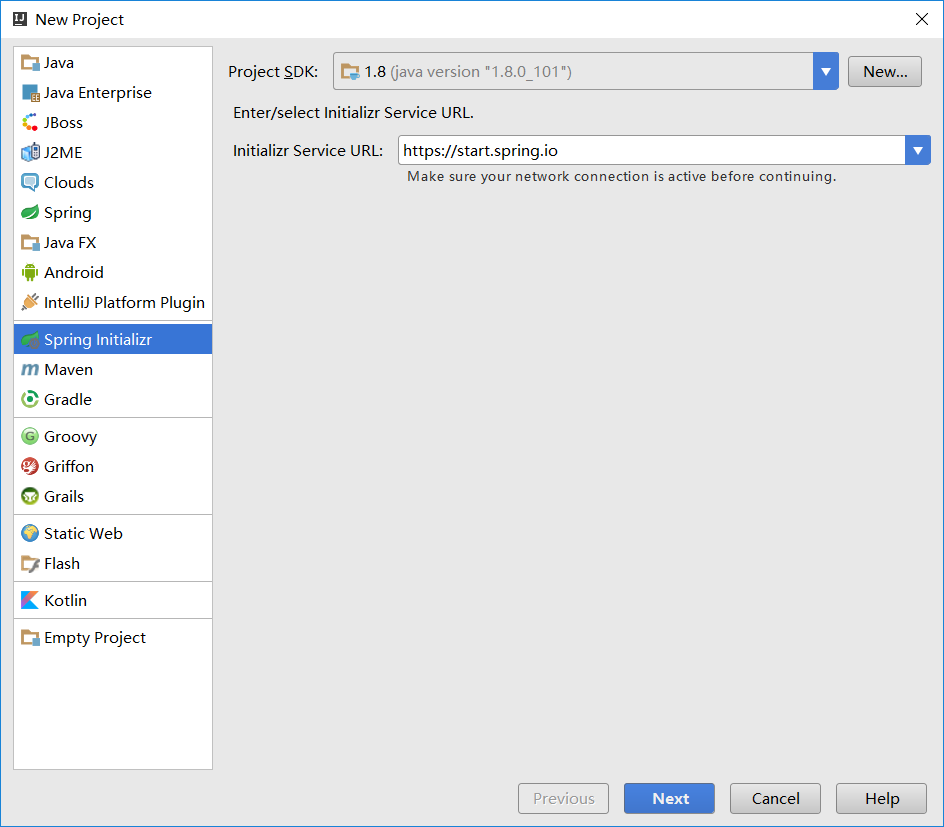 New Project
Java
Java Enterprise
JBoss
J2ME
Clouds
Spring
Java FX
Android
IntelliJ Platform Plugin
Spring Initializr
Maven
Gradle
Groovy
Griffon
Grails
Static Web
Flash
Kotlin
Empty Project
Project SDK: 1.8 (java version "1.8.0_101") New...
Enter/select Initializr Service URL.
Initializr Service URL: https://start.spring.io
Make sure your network connection is active before continuing.
Previous Next Cancel Help